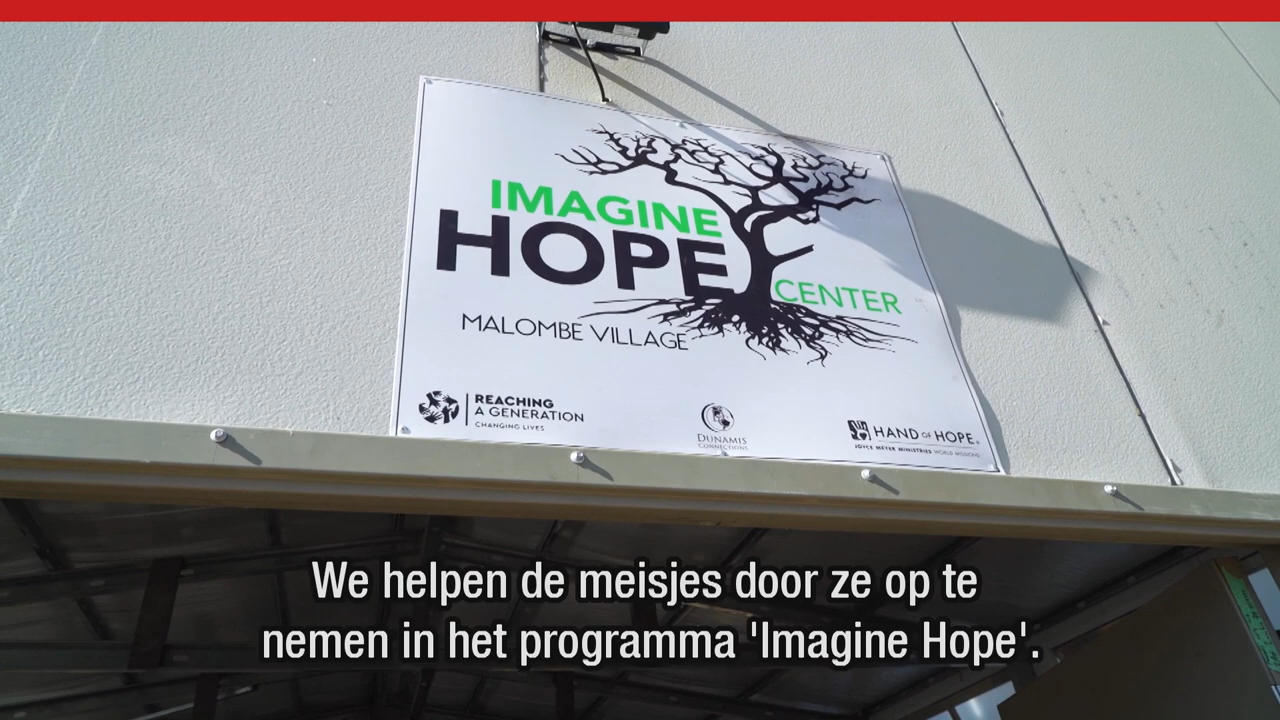 IMAGINE
HOPE
CENTER
MALOMBE VILLAGE
REACHING
A GENERATION
CHANGING LIVES
DUNAMIS
CONNECTIONS
HAND OF HOPE
JOYCE MEYER MINISTRIES WORLD MISSIONS
We helpen de meisjes door ze op te
nemen in het programma 'Imagine Hope'.